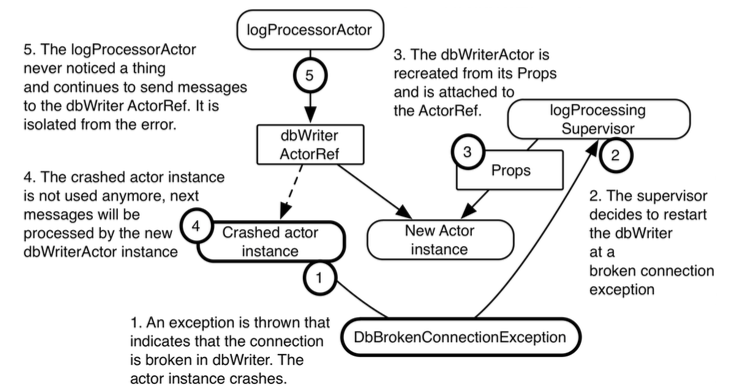 logProcessorActor
5. The logProcessorActor
never noticed a thing
and continues to send messages
to the dbWriter ActorRef. It is
isolated from the error.
5
3. The dbWriterActor is
recreated from its Props
and is attached to
the ActorRef.
logProcessing
Supervisor
dbWriter
ActorRef
3
Props
2
4. The crashed actor instance
is not used anymore, next
messages will be
processed by the new
dbWriterActor instance
4
Crashed actor
instance
New Actor
instance
2. The supervisor
decides to restart
the dbWriter
at a
broken connection
exception
1
1. An exception is thrown that
indicates that the connection
is broken in dbWriter. The
actor instance crashes.
DbBrokenConnectionException